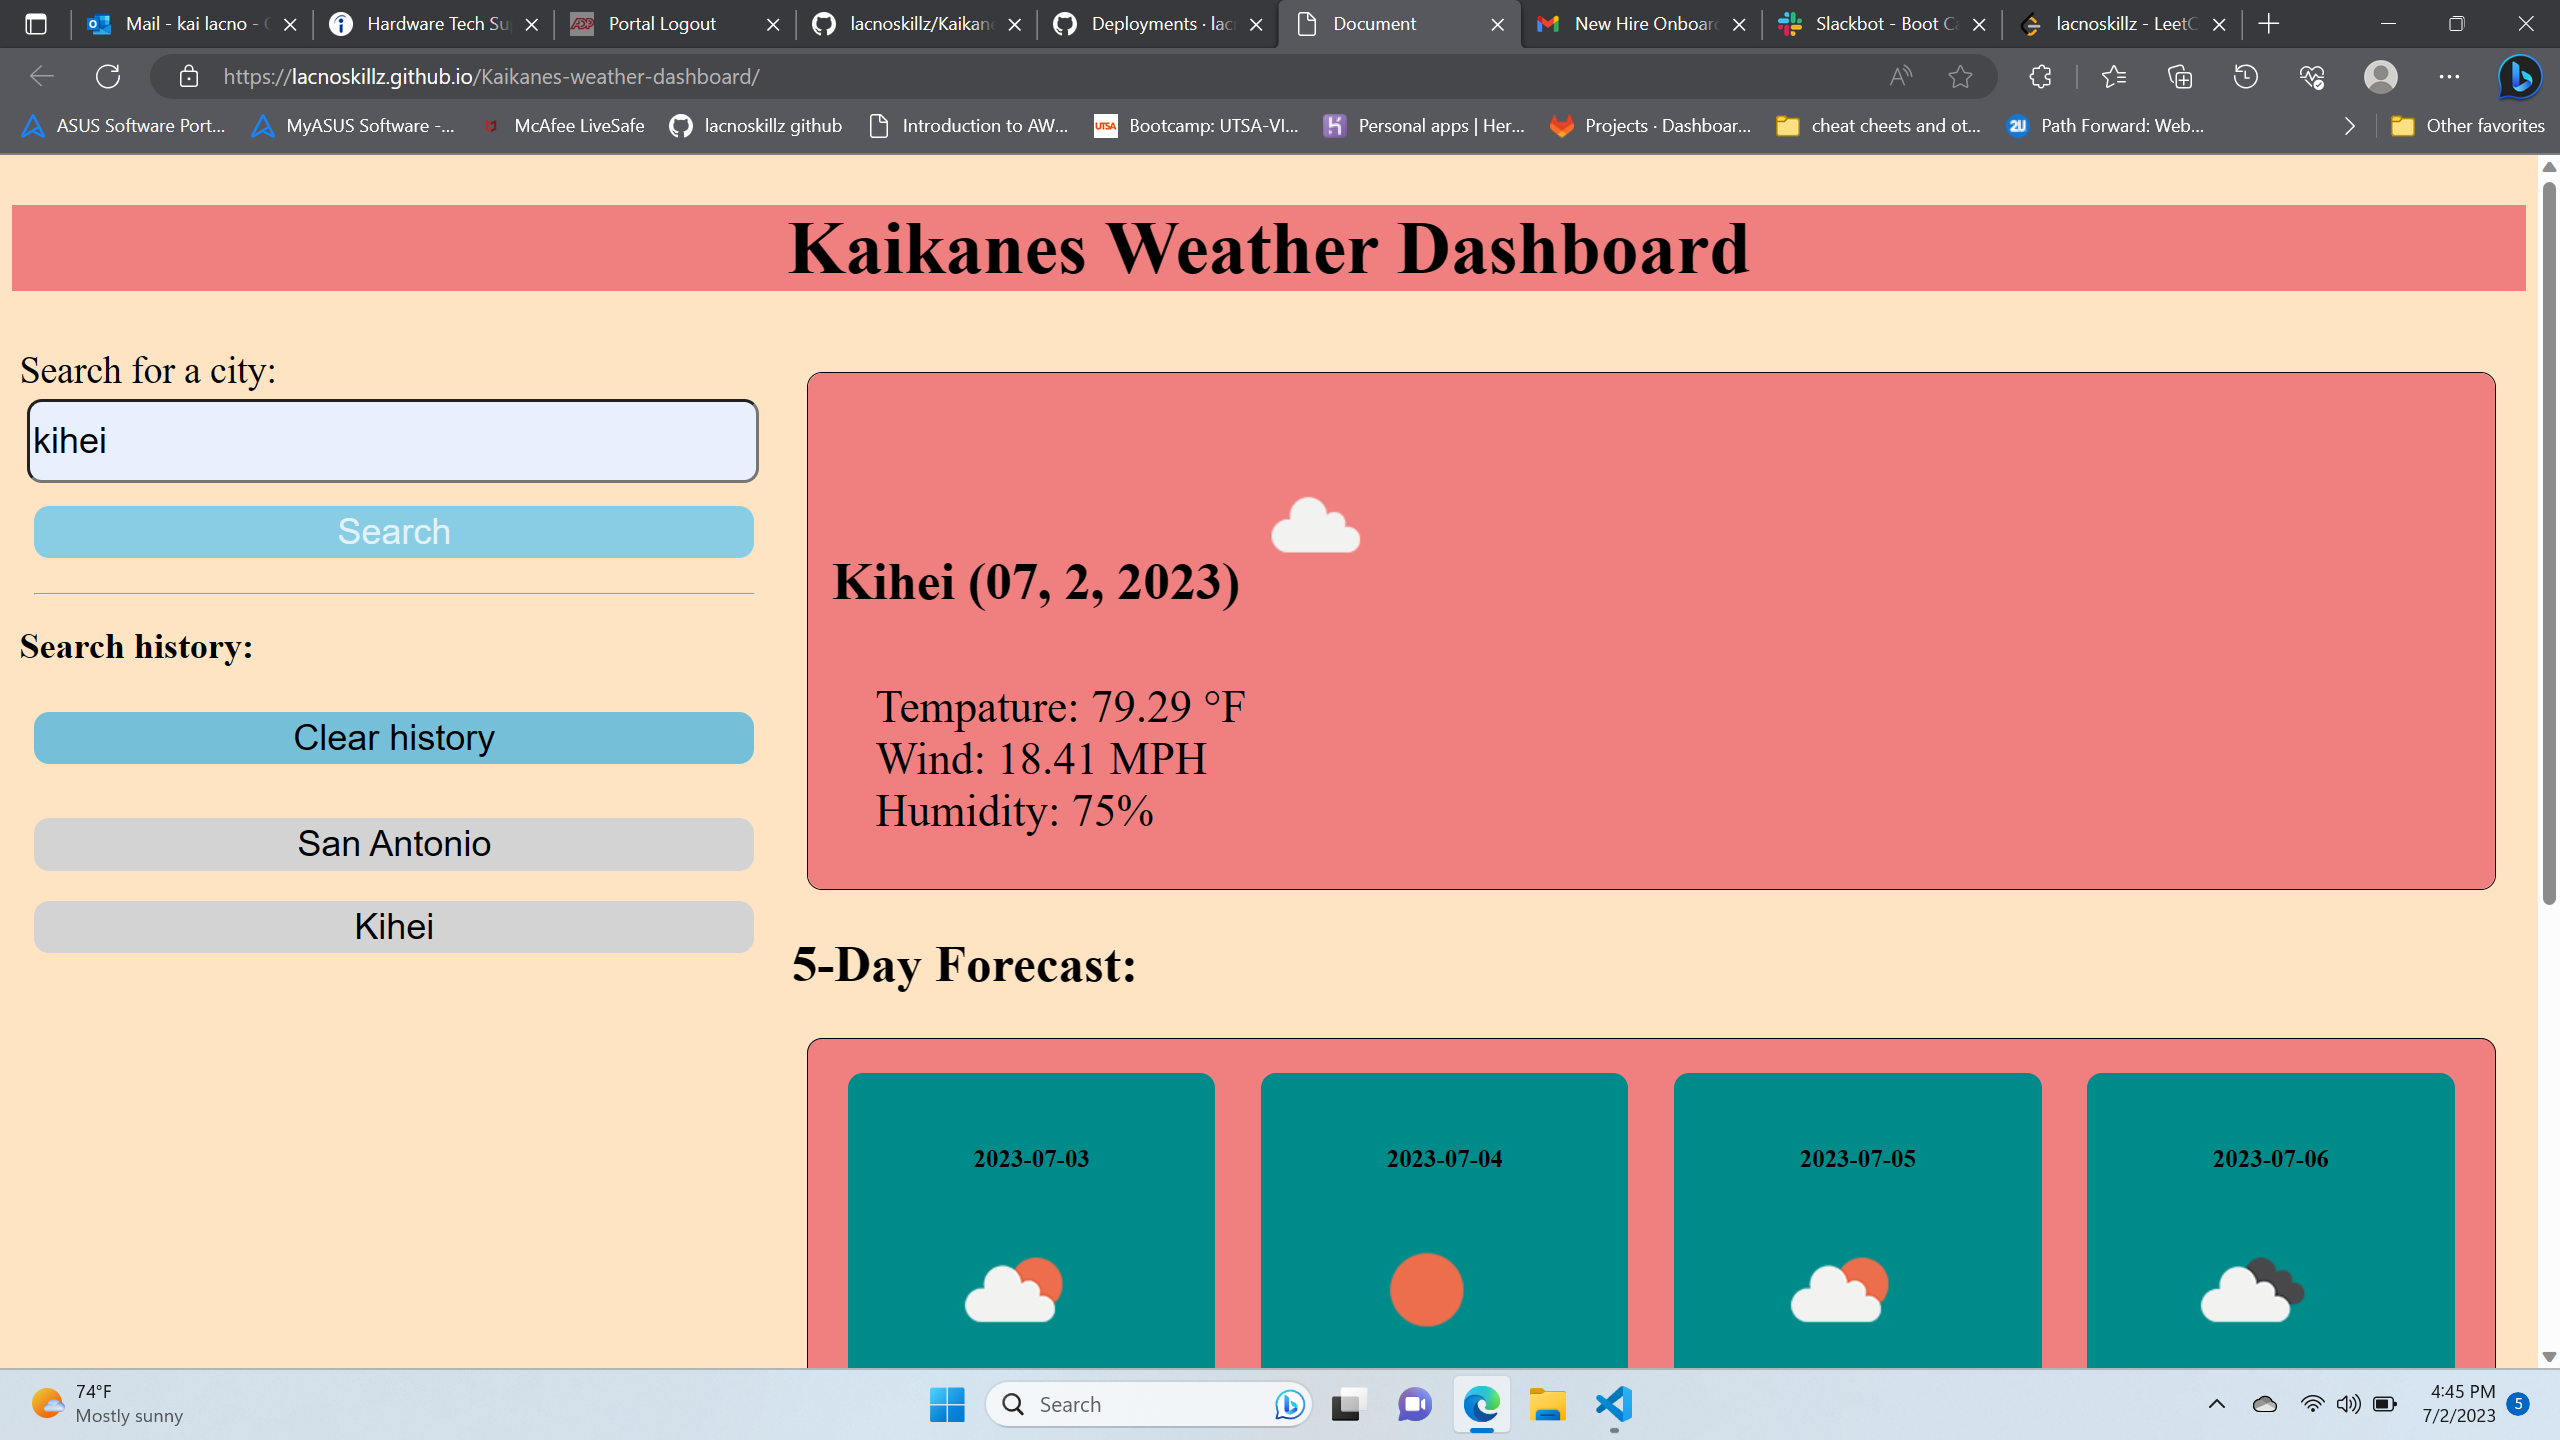 Mail - kai lacno - Hardware Tech Su Portal Logout lacnoskillz/Kaikane Deployments · lac Document New Hire Onboar Slackbot - Boot C lacnoskillz - Leet
https://lacnoskillz.github.io/Kaikanes-weather-dashboard/
ASUS Software Port... MyASUS Software -... McAfee LiveSafe lacnoskillz github Introduction to AW... UTSA Bootcamp: UTSA-VI... Personal apps | Her... Projects · Dashboar... cheat cheets and ot... 2U Path Forward: Web... Other favorites
Kaikanes Weather Dashboard
Search for a city:
kihei
Search
Search history:
Clear history
San Antonio
Kihei
Kihei (07, 2, 2023)
Tempature: 79.29 °F
Wind: 18.41 MPH
Humidity: 75%
5-Day Forecast:
2023-07-03 2023-07-04 2023-07-05 2023-07-06
74°F
Mostly sunny
Search
4:45 PM
7/2/2023
5